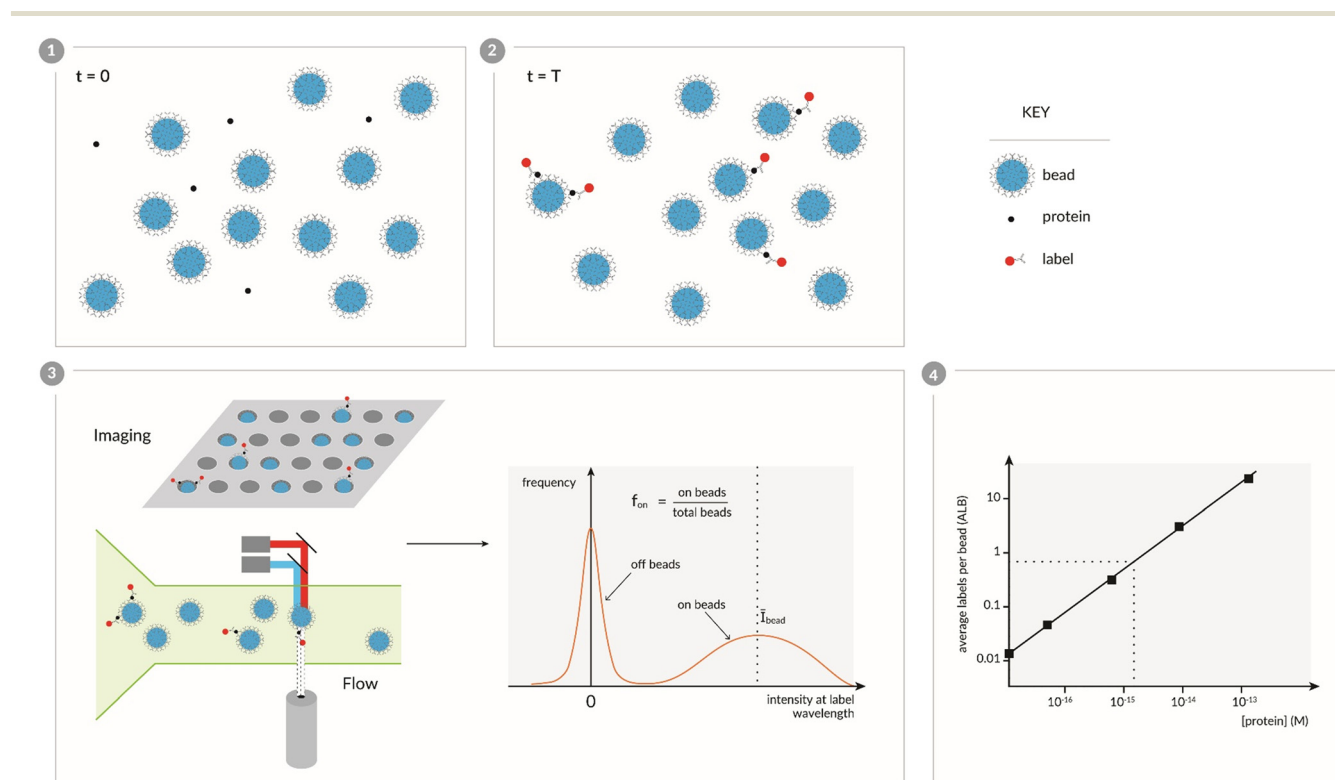 1
t = 0
2
t = T
KEY
bead
protein
label
3
Imaging
Flow
frequency
f_on = on beads / total beads
off beads
on beads
Ī_bead
0
intensity at label
wavelength
4
average labels per bead (ALB)
10
1
0.1
0.01
10⁻¹⁶
10⁻¹⁵
10⁻¹⁴
10⁻¹³
[protein] (M)